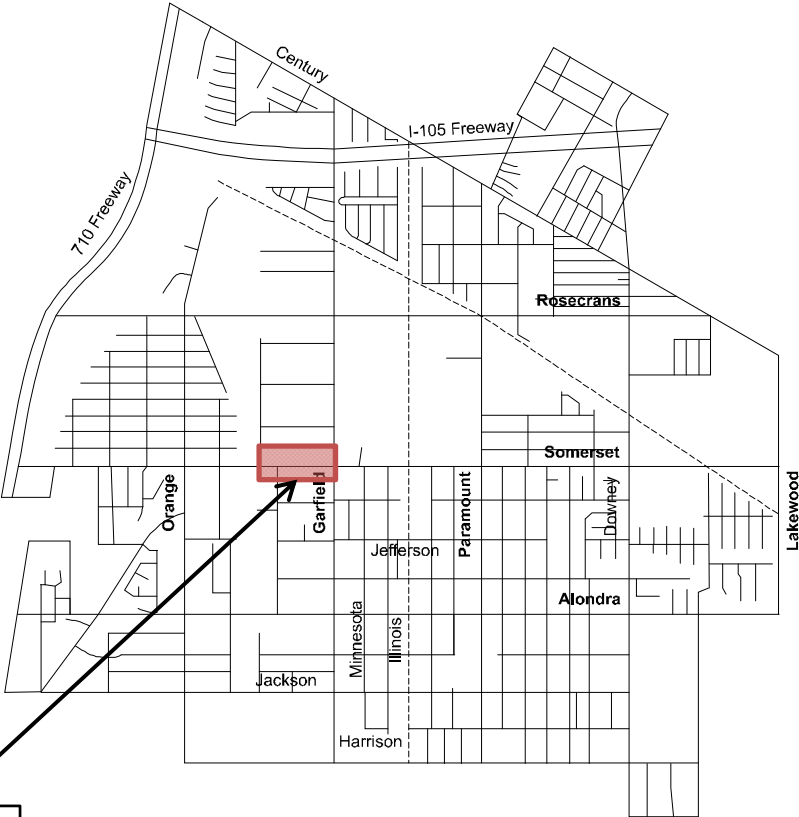 Century
I-105 Freeway
710 Freeway
Rosecrans
Somerset
Orange
Garfield
Paramount
Downey
Lakewood
Jefferson
Alondra
Minnesota
Illinois
Jackson
Harrison